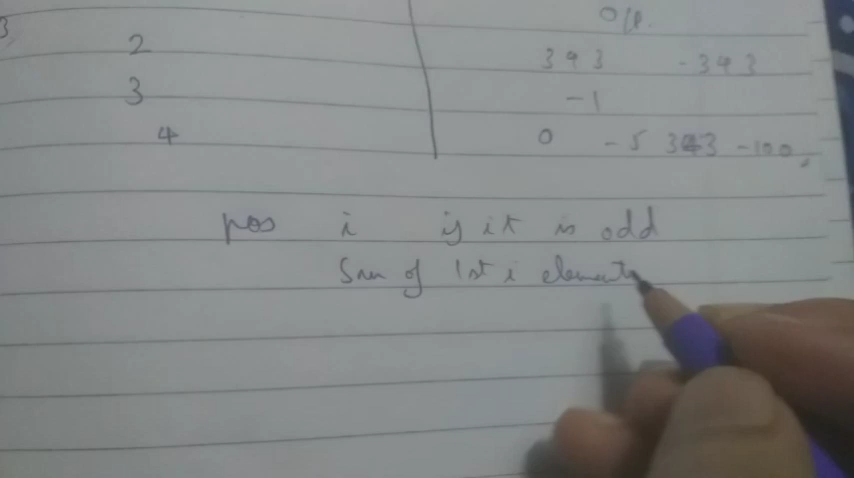 3
O/p.
2 343 -343
3 -1
4 0 -5 343 -100,
pos i if it is odd
Sum of 1st i elements